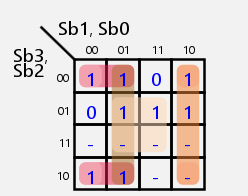 Sb1, Sb0
Sb3,
Sb2
00 01 11 10
00 1 1 0 1
01 0 1 1 1
11 - - - -
10 1 1 - -